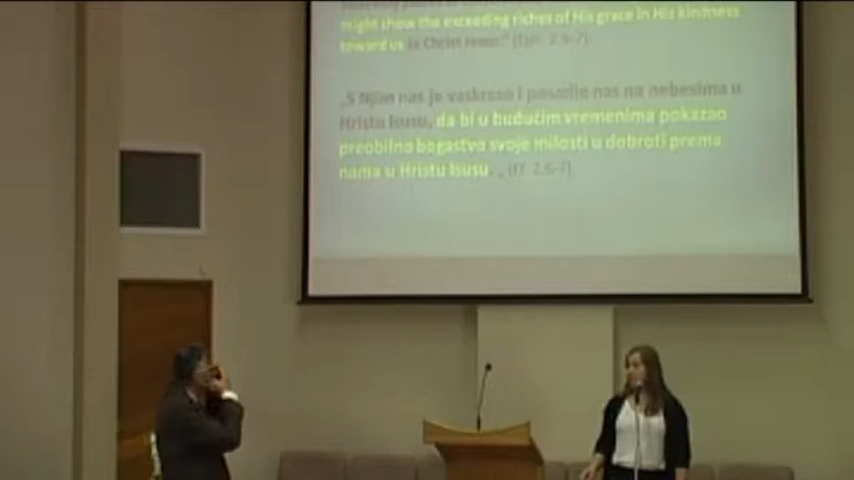 might show the exceeding riches of His grace in His kindness
toward us in Christ Jesus." (Ef. 2:6-7)
„S Njim nas je vaskrsao i posadio nas na nebesima u
Hristu Isusu, da bi u budućim vremenima pokazao
preobilno bogastvo svoje milosti u dobroti prema
nama u Hristu Isusu. „ (Ef. 2:6-7)